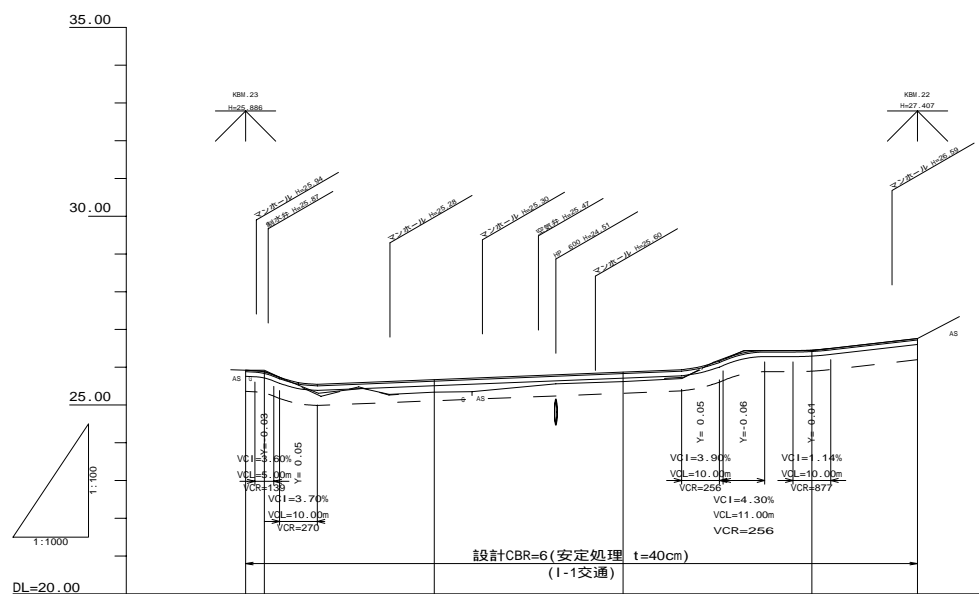 35.00
30.00
25.00
DL=20.00
KBM.23
H=25.886
KBM.22
H=27.407
マンホール H=25.94
制水弁 H=25.87
マンホール H=25.28
マンホール H=25.30
空気弁 H=25.47
HP 600 H=24.51
マンホール H=25.60
マンホール H=26.59
AS
G
G
AS
AS
Y=-0.03
VCI=3.60%
VCL=5.00m
VCR=139
Y= 0.05
VCI=3.70%
VCL=10.00m
VCR=270
Y= 0.05
VCI=3.90%
VCL=10.00m
VCR=256
Y=-0.06
VCI=4.30%
VCL=11.00m
VCR=256
Y=-0.01
VCI=1.14%
VCL=10.00m
VCR=877
1:100
1:1000
設計CBR=6(安定処理 t=40cm)
(I-1交通)